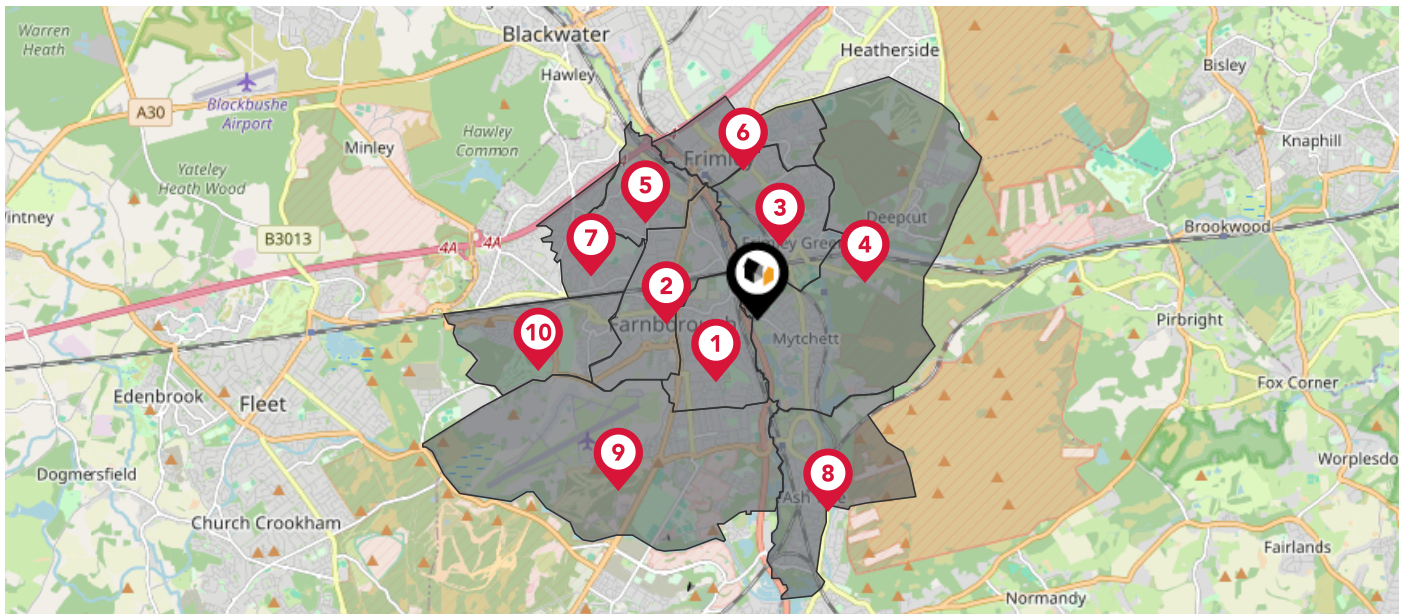 Warren
Heath
Blackwater
Heatherside
Bisley
Hawley
A30
Blackbushe
Airport
Hawley
Common
Knaphill
Minley
6
Yateley
Heath Wood
5
3
Deepcut
Brookwood
B3013
4A
4A
7
4
2
10
Farnborough
1
Mytchett
Pirbright
Edenbrook
Fleet
Fox Corner
9
8
Dogmersfield
Church Crookham
Fairlands
Normandy